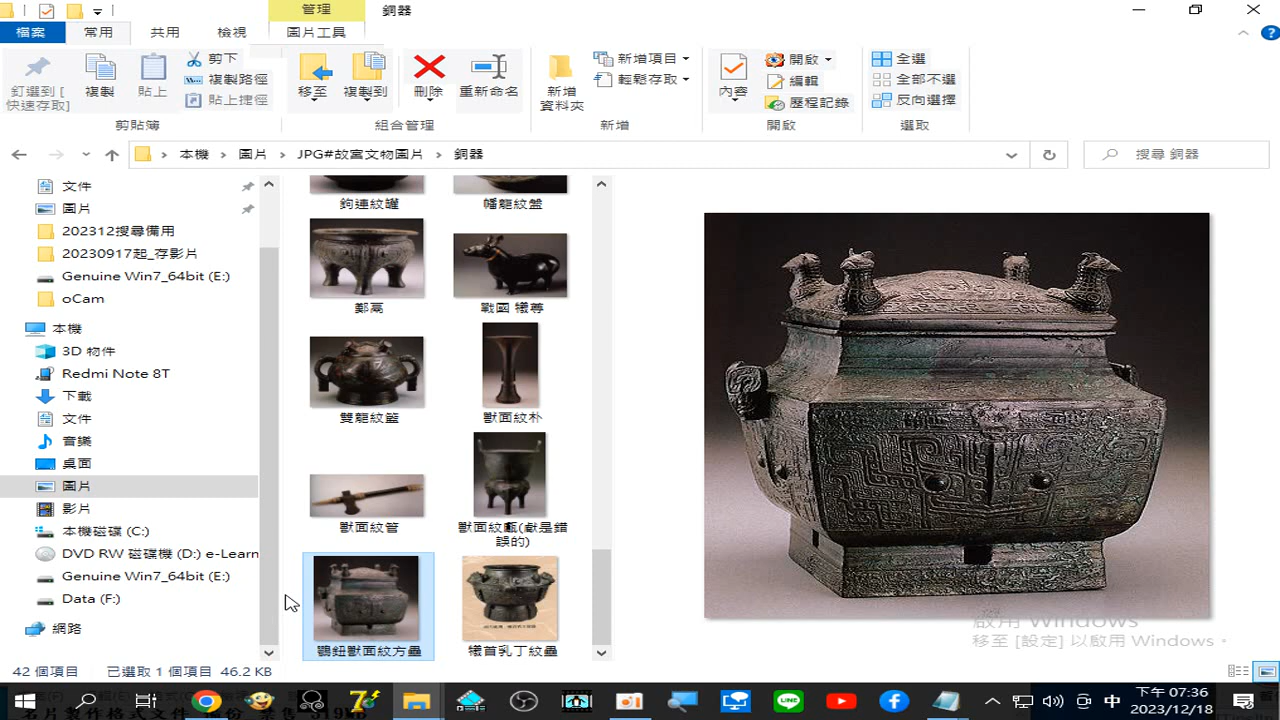 管理
銅器
檔案
常用
共用
檢視
圖片工具
釘選到 [
快速存取]
複製
貼上
剪下
複製路徑
貼上捷徑
剪貼簿
移至
複製到
刪除
重新命名
組合管理
新增
資料夾
新增項目
輕鬆存取
新增
內容
開啟
編輯
歷程記錄
開啟
全選
全部不選
反向選擇
選取
本機 › 圖片 › JPG#故宮文物圖片 › 銅器
搜尋 銅器
文件
圖片
202312搜尋備用
20230917起_存影片
Genuine Win7_64bit (E:)
oCam
本機
3D 物件
Redmi Note 8T
下載
文件
音樂
桌面
圖片
影片
本機磁碟 (C:)
DVD RW 磁碟機 (D:) e-Learn
Genuine Win7_64bit (E:)
Data (F:)
網路
鉤連紋罐
幡龍紋盤
鄭鬲
戰國 犧尊
雙龍紋簠
獸面紋朴
獸面紋管
獸面紋甗(獻是錯
誤的)
鶚鈕獸面紋方罍
犧首乳丁紋罍
啟用 Windows
移至 [設定] 以啟用 Windows。
42 個項目
已選取 1 個項目
46.2 KB
中
下午 07:36
2023/12/18